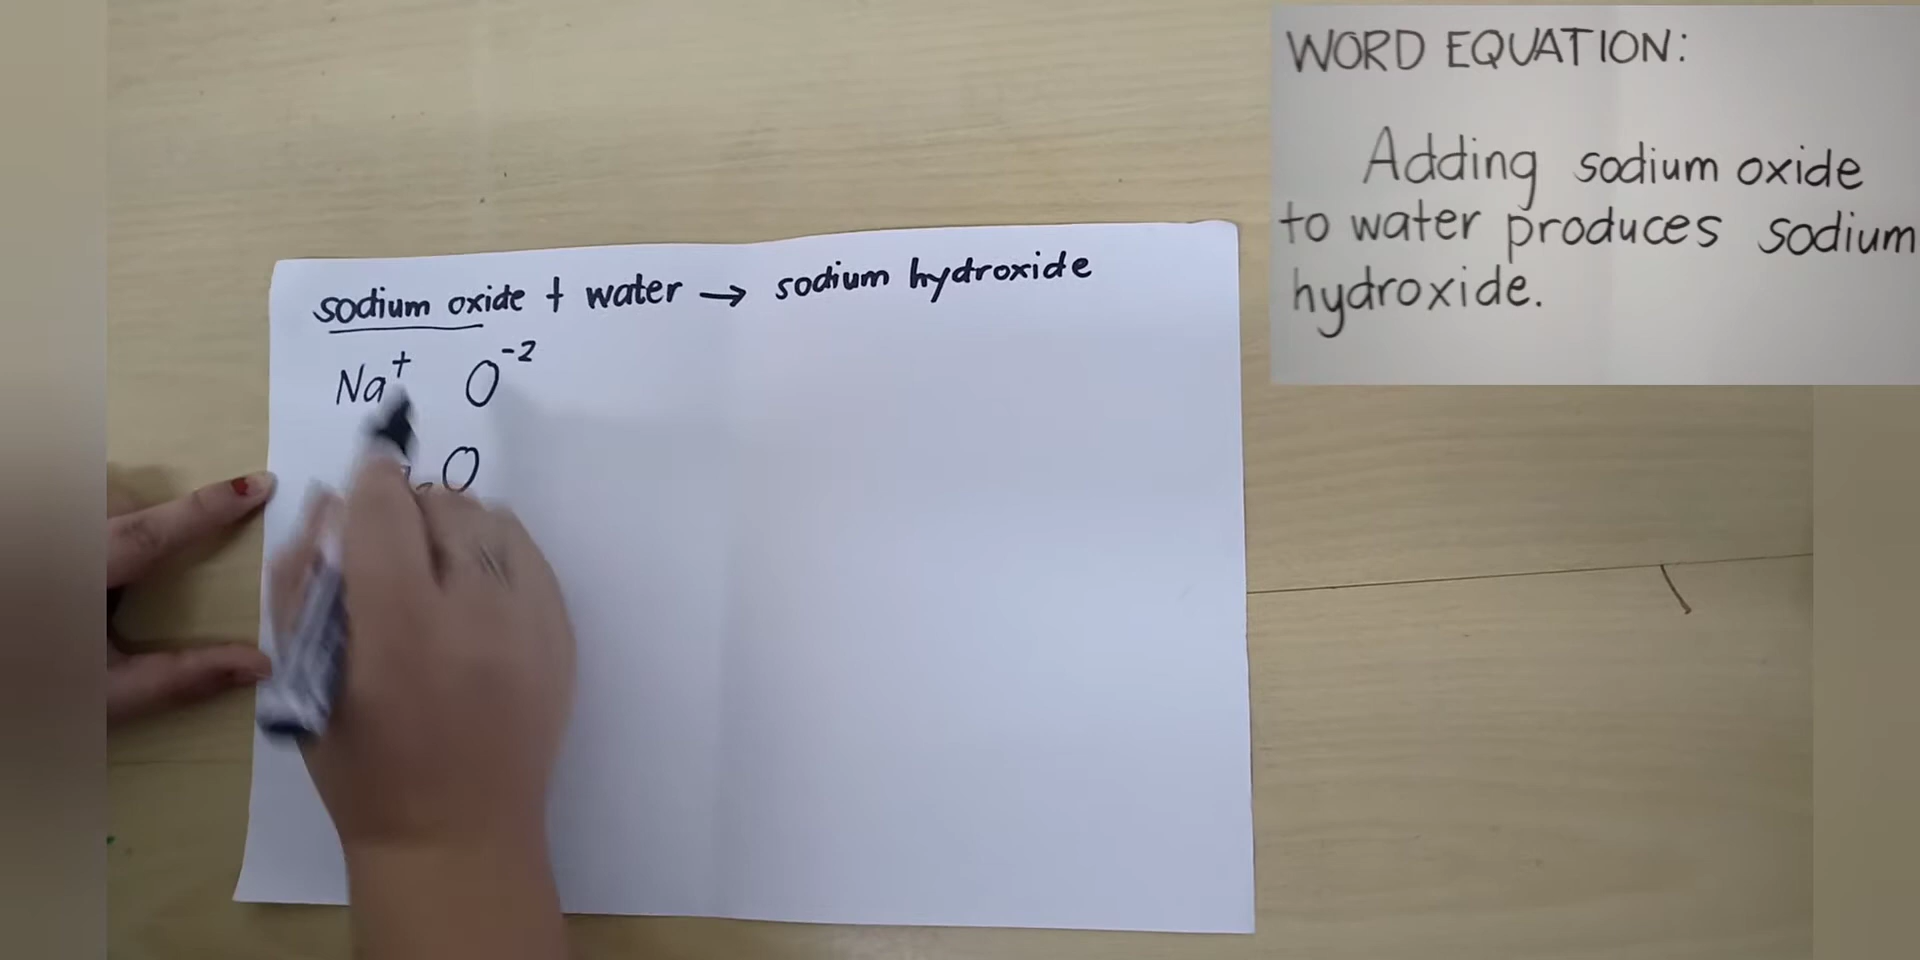 WORD EQUATION:
Adding sodium oxide
to water produces sodium
hydroxide.
sodium oxide + water → sodium hydroxide
Na⁺ O⁻²
O